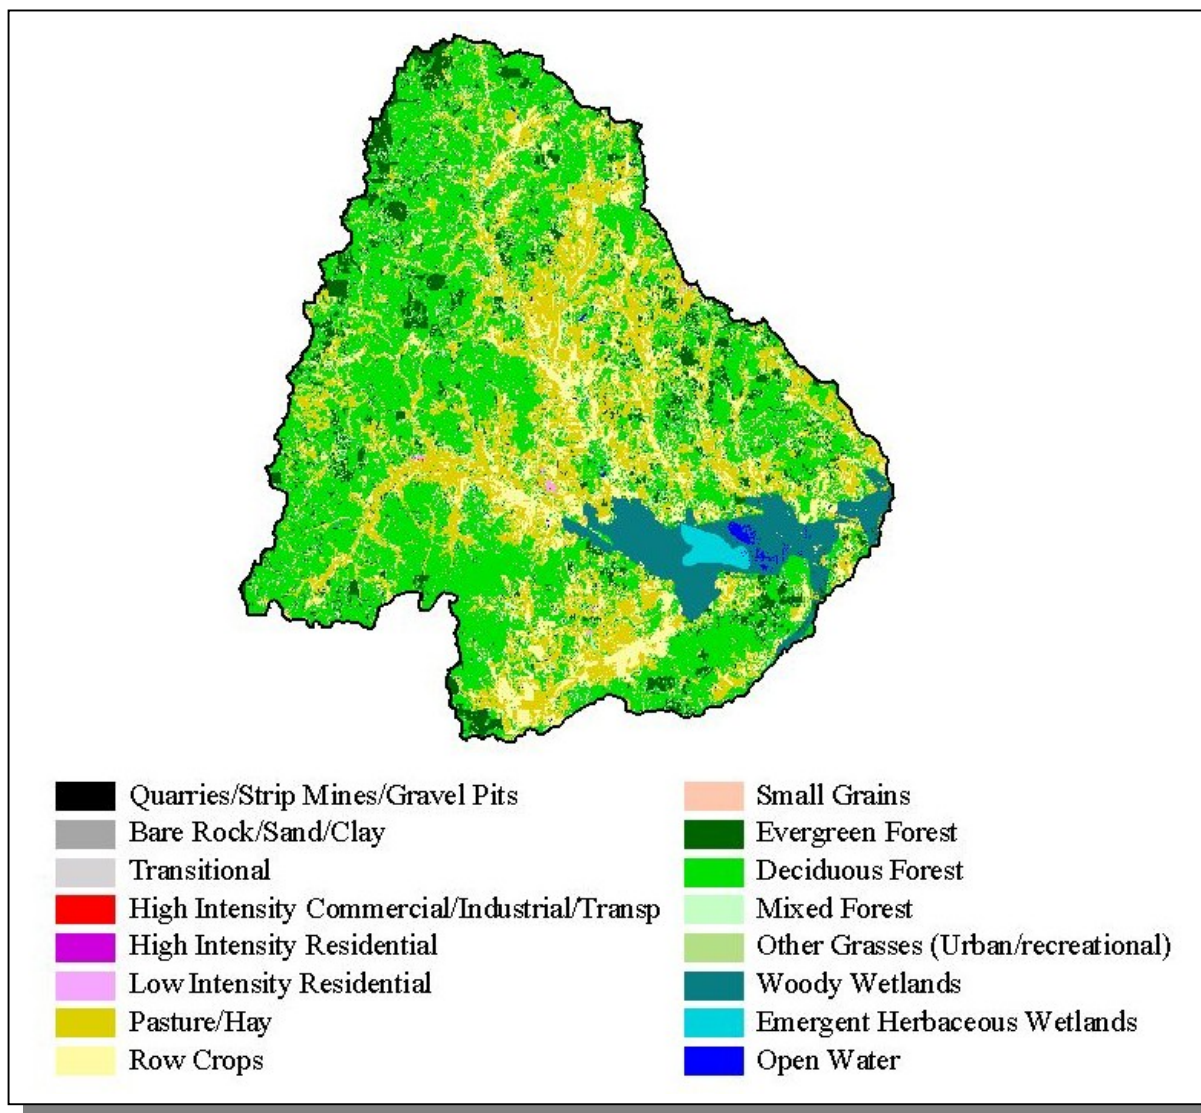 Quarries/Strip Mines/Gravel Pits
Bare Rock/Sand/Clay
Transitional
High Intensity Commercial/Industrial/Transp
High Intensity Residential
Low Intensity Residential
Pasture/Hay
Row Crops
Small Grains
Evergreen Forest
Deciduous Forest
Mixed Forest
Other Grasses (Urban/recreational)
Woody Wetlands
Emergent Herbaceous Wetlands
Open Water